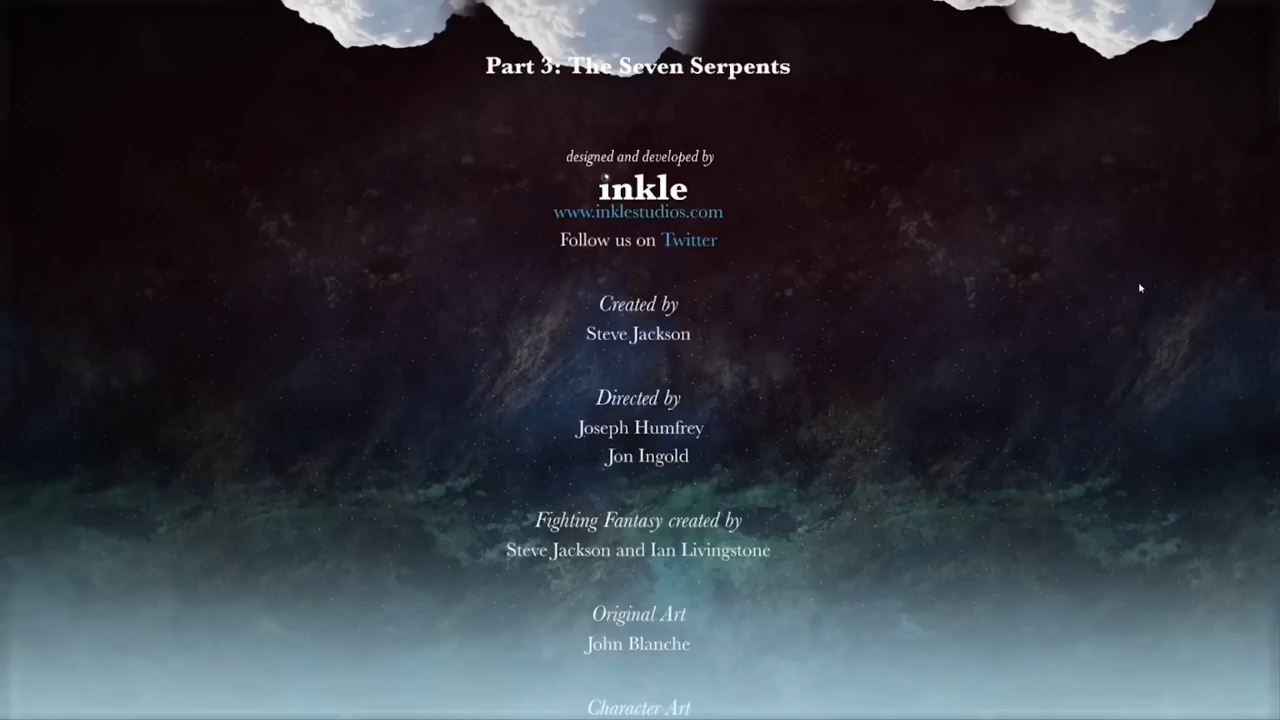 Part 3: The Seven Serpents
designed and developed by
inkle
www.inklestudios.com
Follow us on Twitter
Created by
Steve Jackson
Directed by
Joseph Humfrey
Jon Ingold
Fighting Fantasy created by
Steve Jackson and Ian Livingstone
Original Art
John Blanche
Character Art